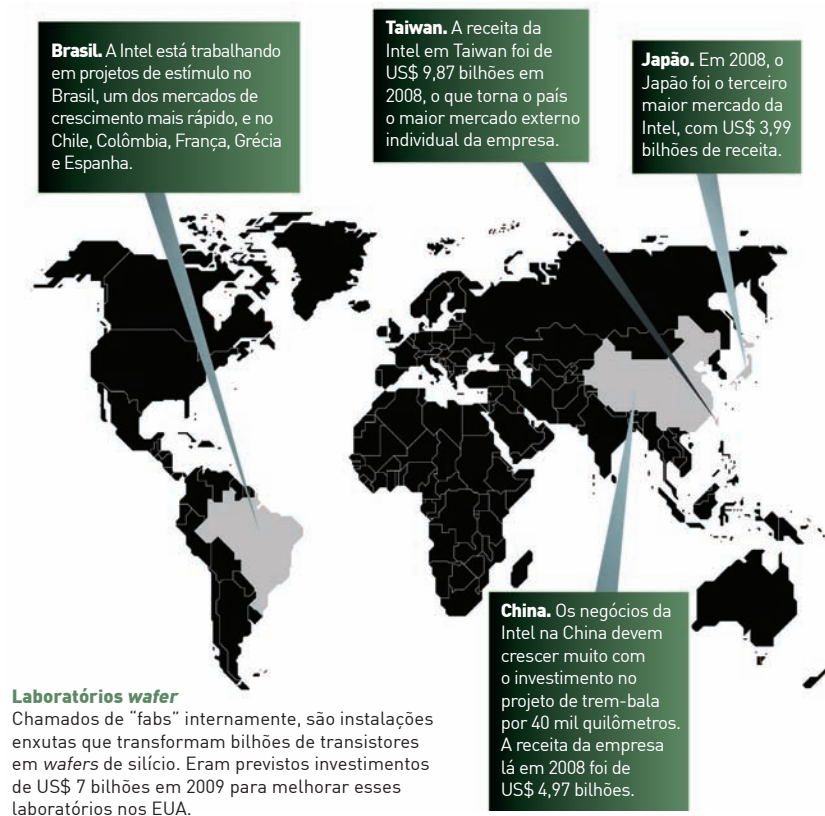 Brasil. A Intel está trabalhando
em projetos de estímulo no
Brasil, um dos mercados de
crescimento mais rápido, e no
Chile, Colômbia, França, Grécia
e Espanha.
Taiwan. A receita da
Intel em Taiwan foi de
US$ 9,87 bilhões em
2008, o que torna o país
o maior mercado externo
individual da empresa.
Japão. Em 2008, o
Japão foi o terceiro
maior mercado da
Intel, com US$ 3,99
bilhões de receita.
China. Os negócios da
Intel na China devem
crescer muito com
o investimento no
projeto de trem-bala
por 40 mil quilômetros.
A receita da empresa
lá em 2008 foi de
US$ 4,97 bilhões.
Laboratórios wafer
Chamados de “fabs” internamente, são instalações
enxutas que transformam bilhões de transistores
em wafers de silício. Eram previstos investimentos
de US$ 7 bilhões em 2009 para melhorar esses
laboratórios nos EUA.